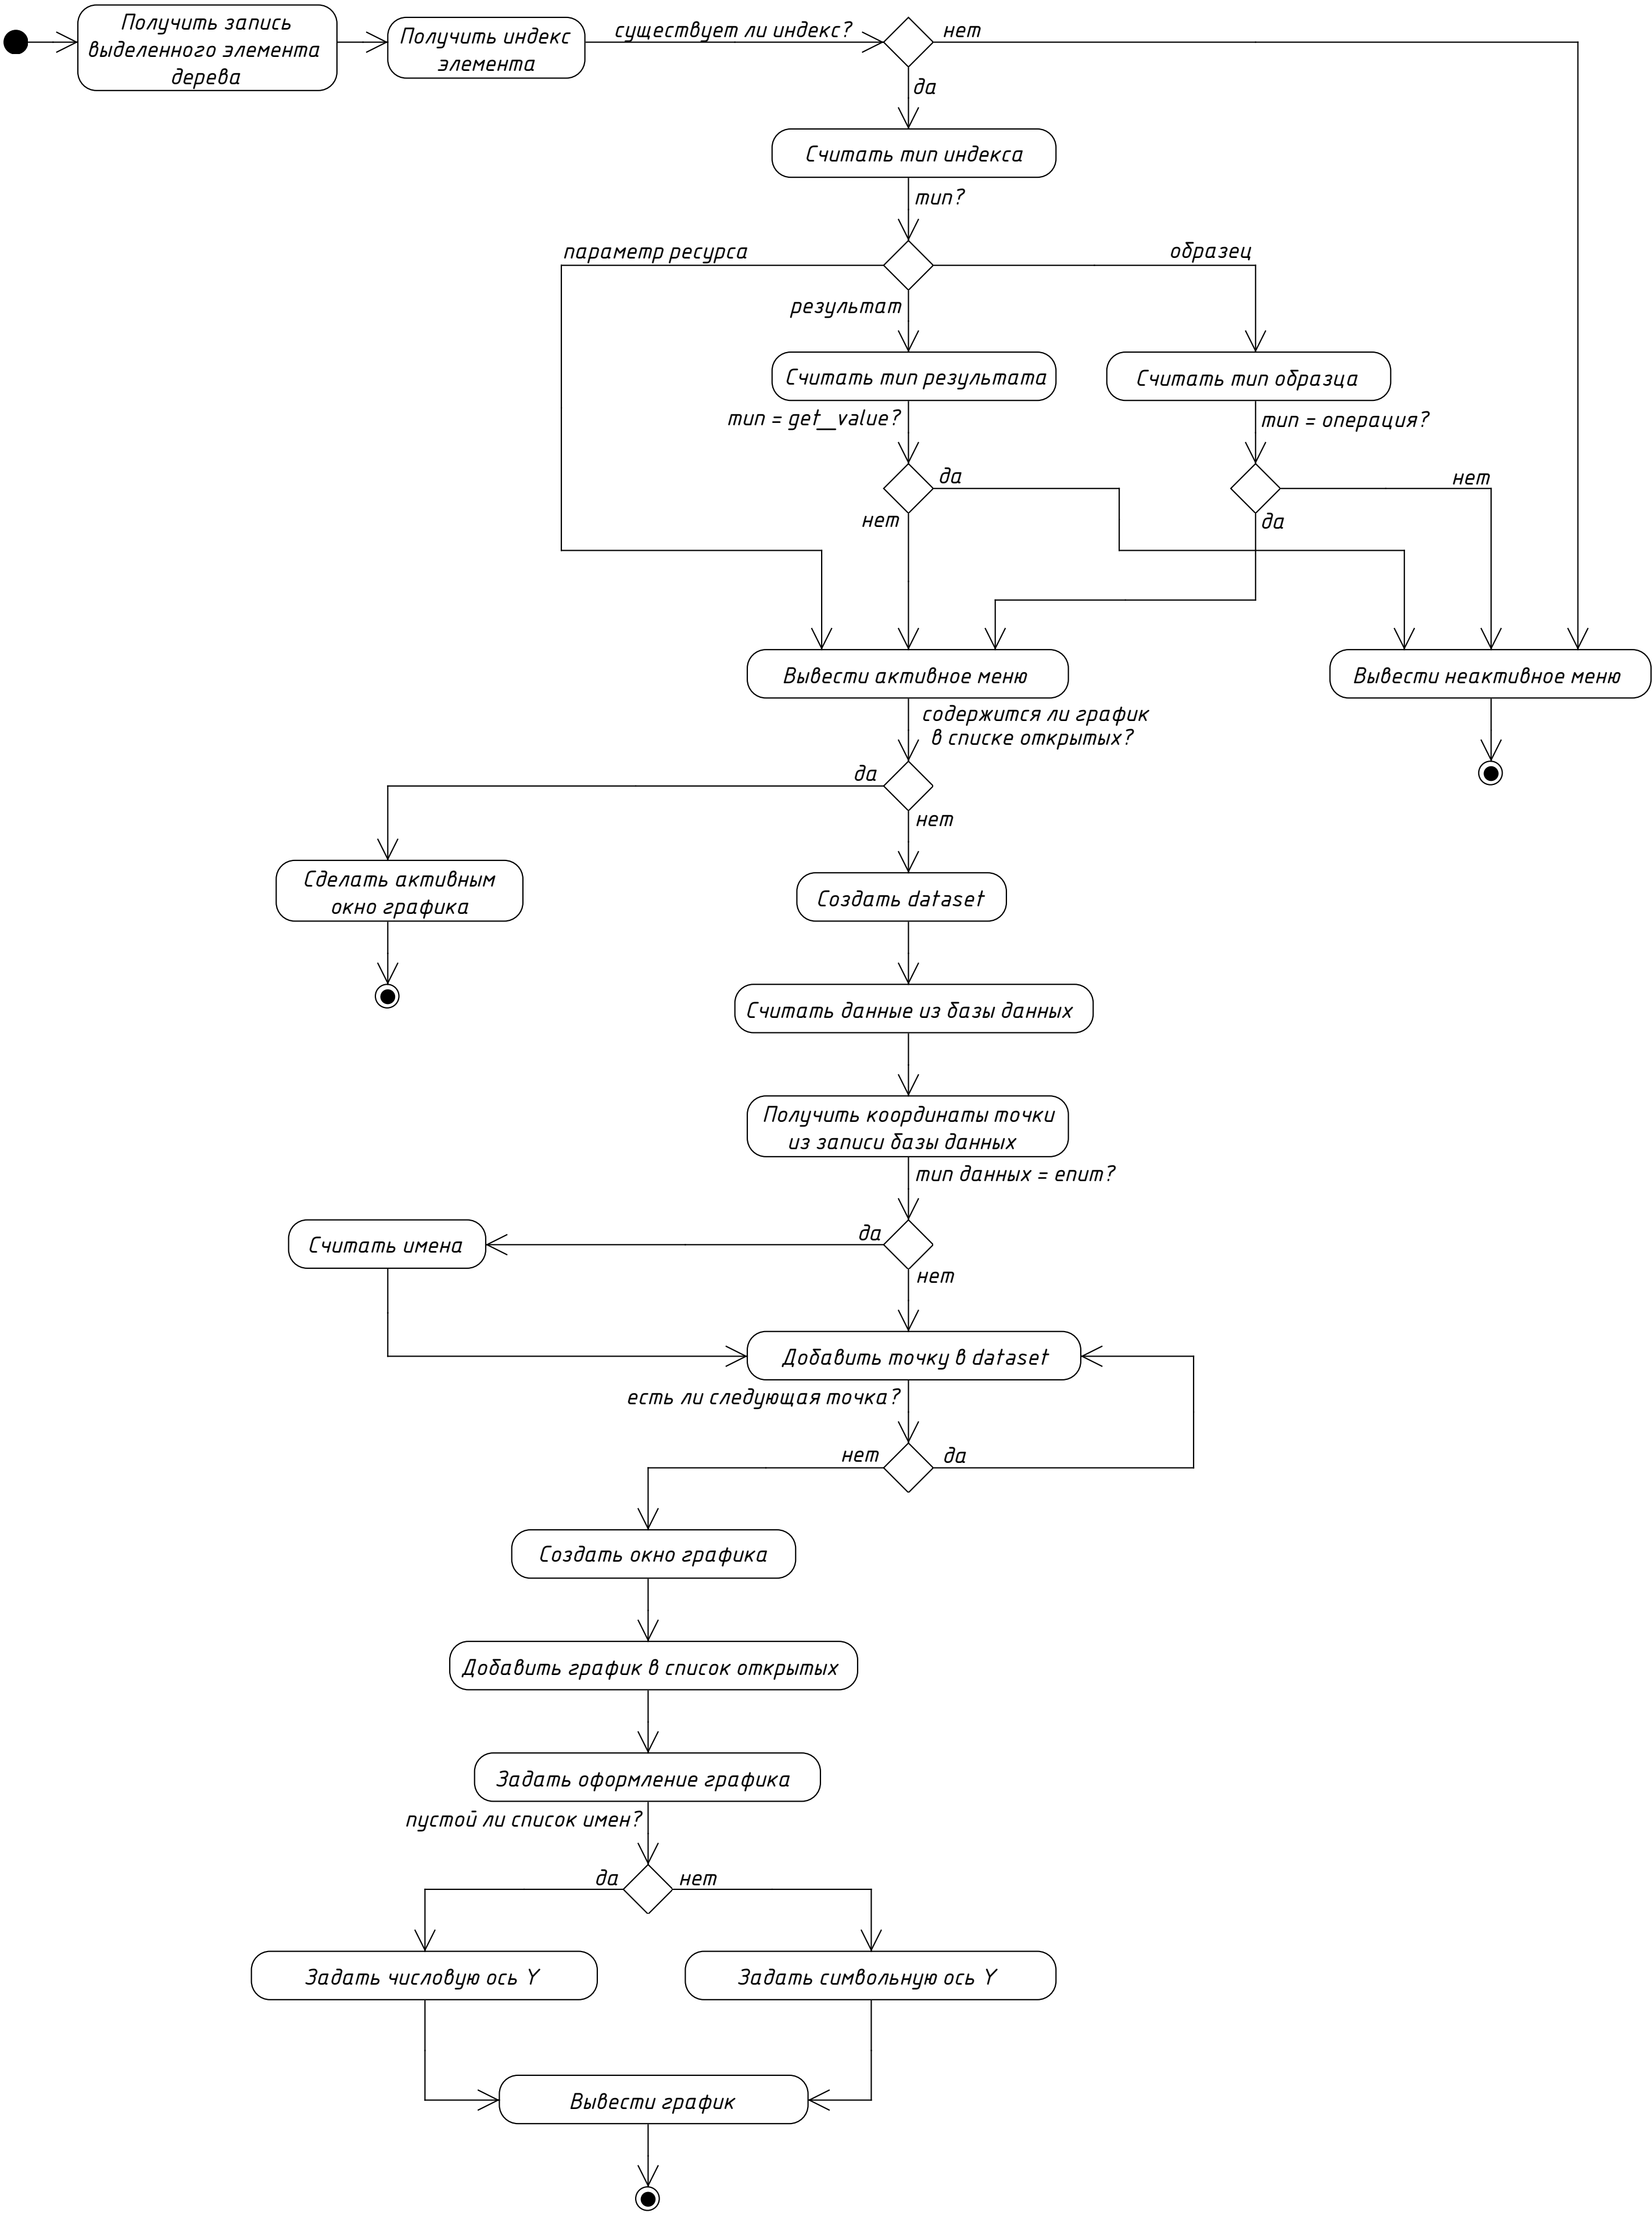 Получить запись
выделенного элемента
дерева
Получить индекс
элемента
существует ли индекс?
нет
да
Считать тип индекса
тип?
параметр ресурса
образец
результат
Считать тип результата
Считать тип образца
тип = get_value?
тип = операция?
да
нет
нет
да
Вывести активное меню
Вывести неактивное меню
содержится ли график
в списке открытых?
да
нет
Сделать активным
окно графика
Создать dataset
Считать данные из базы данных
Получить координаты точки
из записи базы данных
тип данных = enum?
да
Считать имена
нет
Добавить точку в dataset
есть ли следующая точка?
нет
да
Создать окно графика
Добавить график в список открытых
Задать оформление графика
пустой ли список имен?
да
нет
Задать числовую ось Y
Задать символьную ось Y
Вывести график